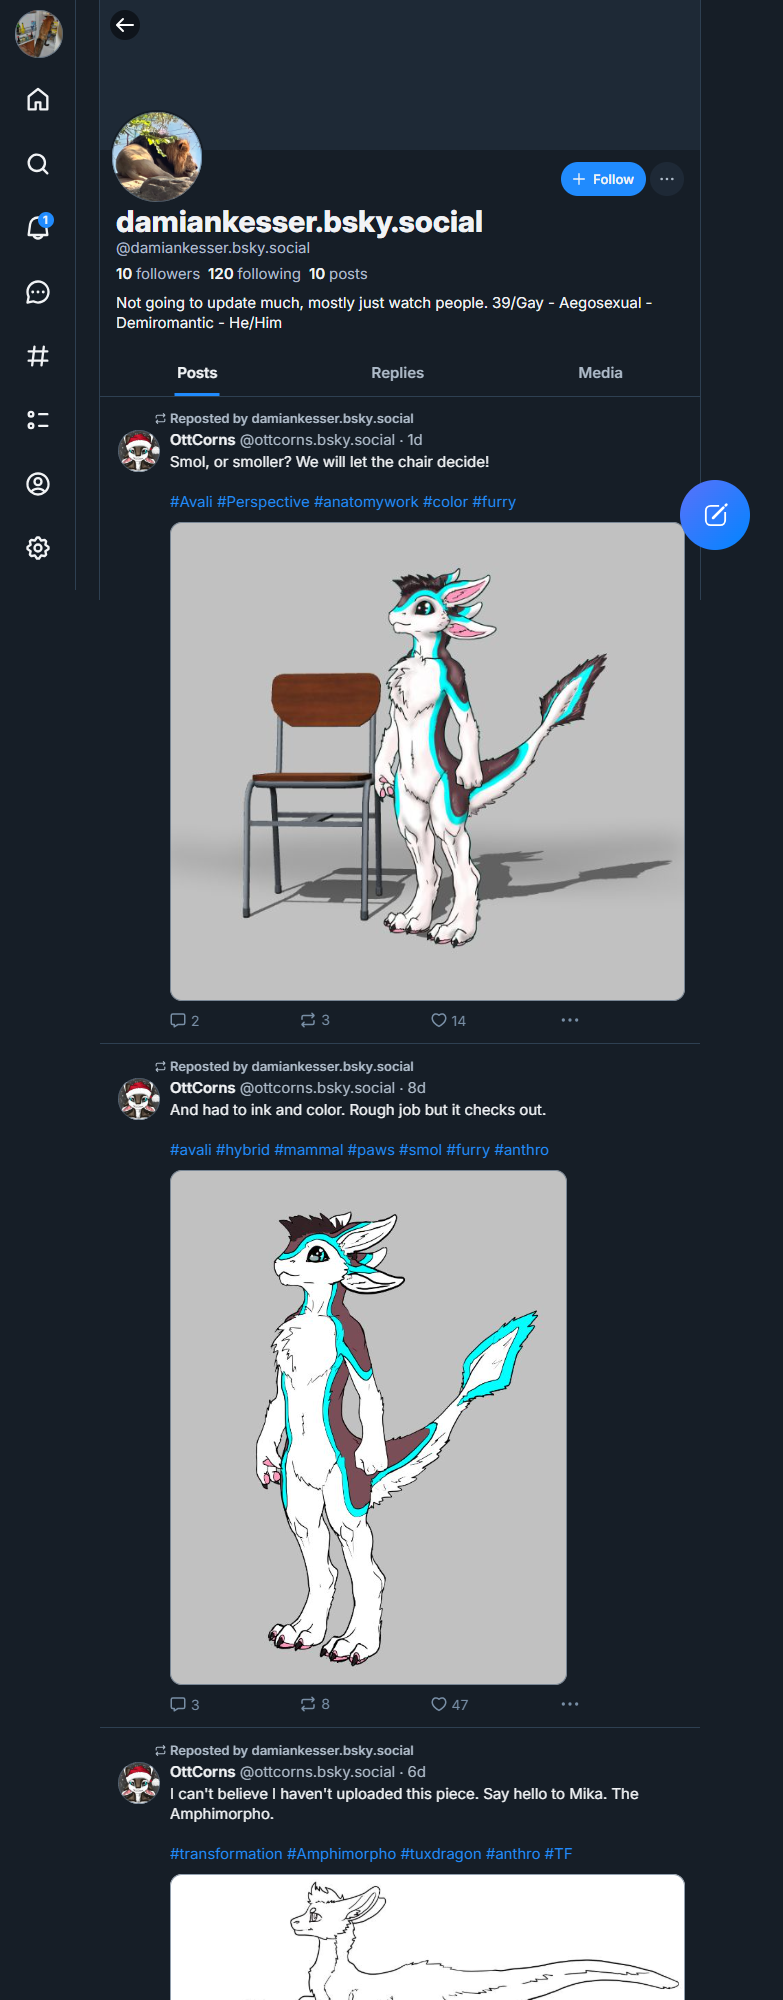 1
Follow
damiankesser.bsky.social
@damiankesser.bsky.social
10 followers 120 following 10 posts
Not going to update much, mostly just watch people. 39/Gay - Aegosexual -
Demiromantic - He/Him
Posts Replies Media
Reposted by damiankesser.bsky.social
OttCorns @ottcorns.bsky.social · 1d
Smol, or smoller? We will let the chair decide!
#Avali #Perspective #anatomywork #color #furry
2 3 14
Reposted by damiankesser.bsky.social
OttCorns @ottcorns.bsky.social · 8d
And had to ink and color. Rough job but it checks out.
#avali #hybrid #mammal #paws #smol #furry #anthro
3 8 47
Reposted by damiankesser.bsky.social
OttCorns @ottcorns.bsky.social · 6d
I can't believe I haven't uploaded this piece. Say hello to Mika. The
Amphimorpho.
#transformation #Amphimorpho #tuxdragon #anthro #TF